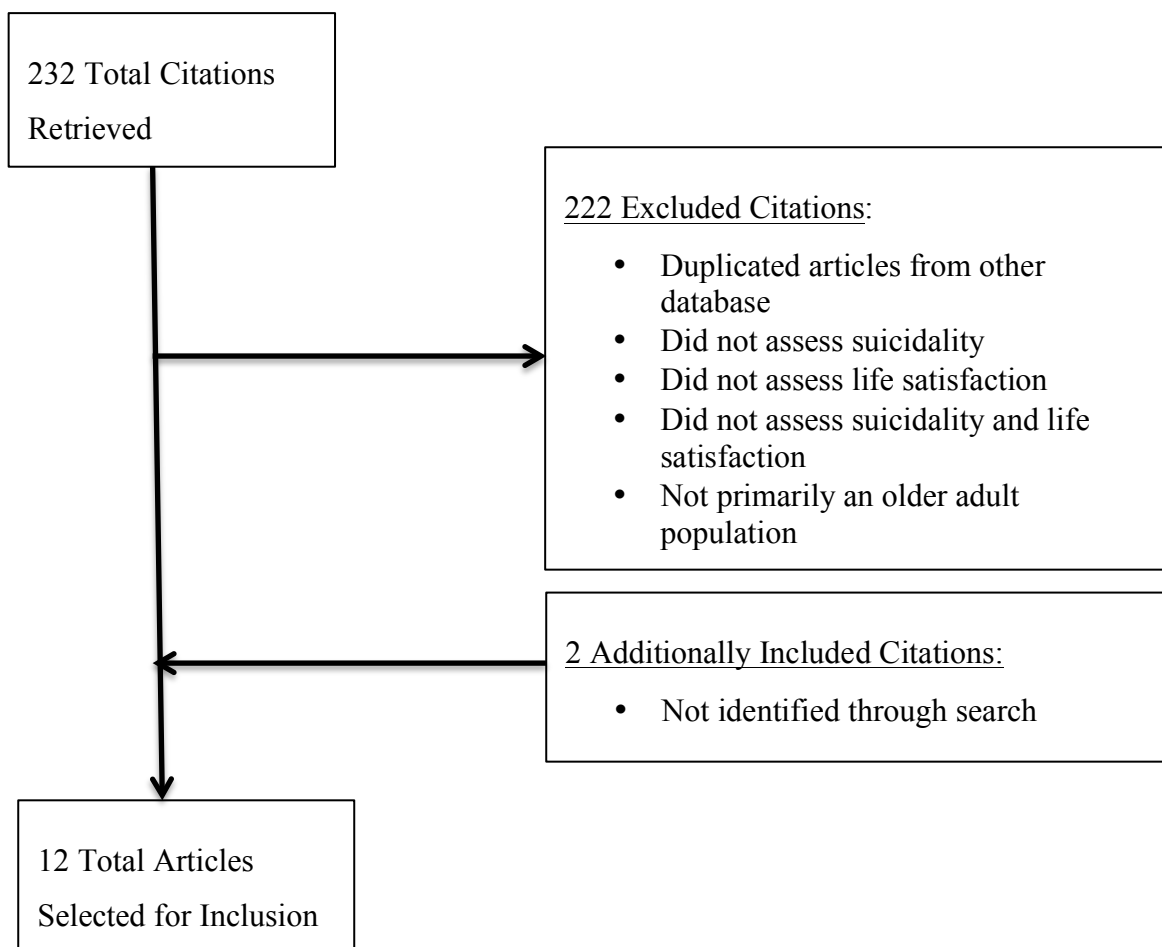 232 Total Citations
Retrieved
222 Excluded Citations:
• Duplicated articles from other
database
• Did not assess suicidality
• Did not assess life satisfaction
• Did not assess suicidality and life
satisfaction
• Not primarily an older adult
population
2 Additionally Included Citations:
• Not identified through search
12 Total Articles
Selected for Inclusion